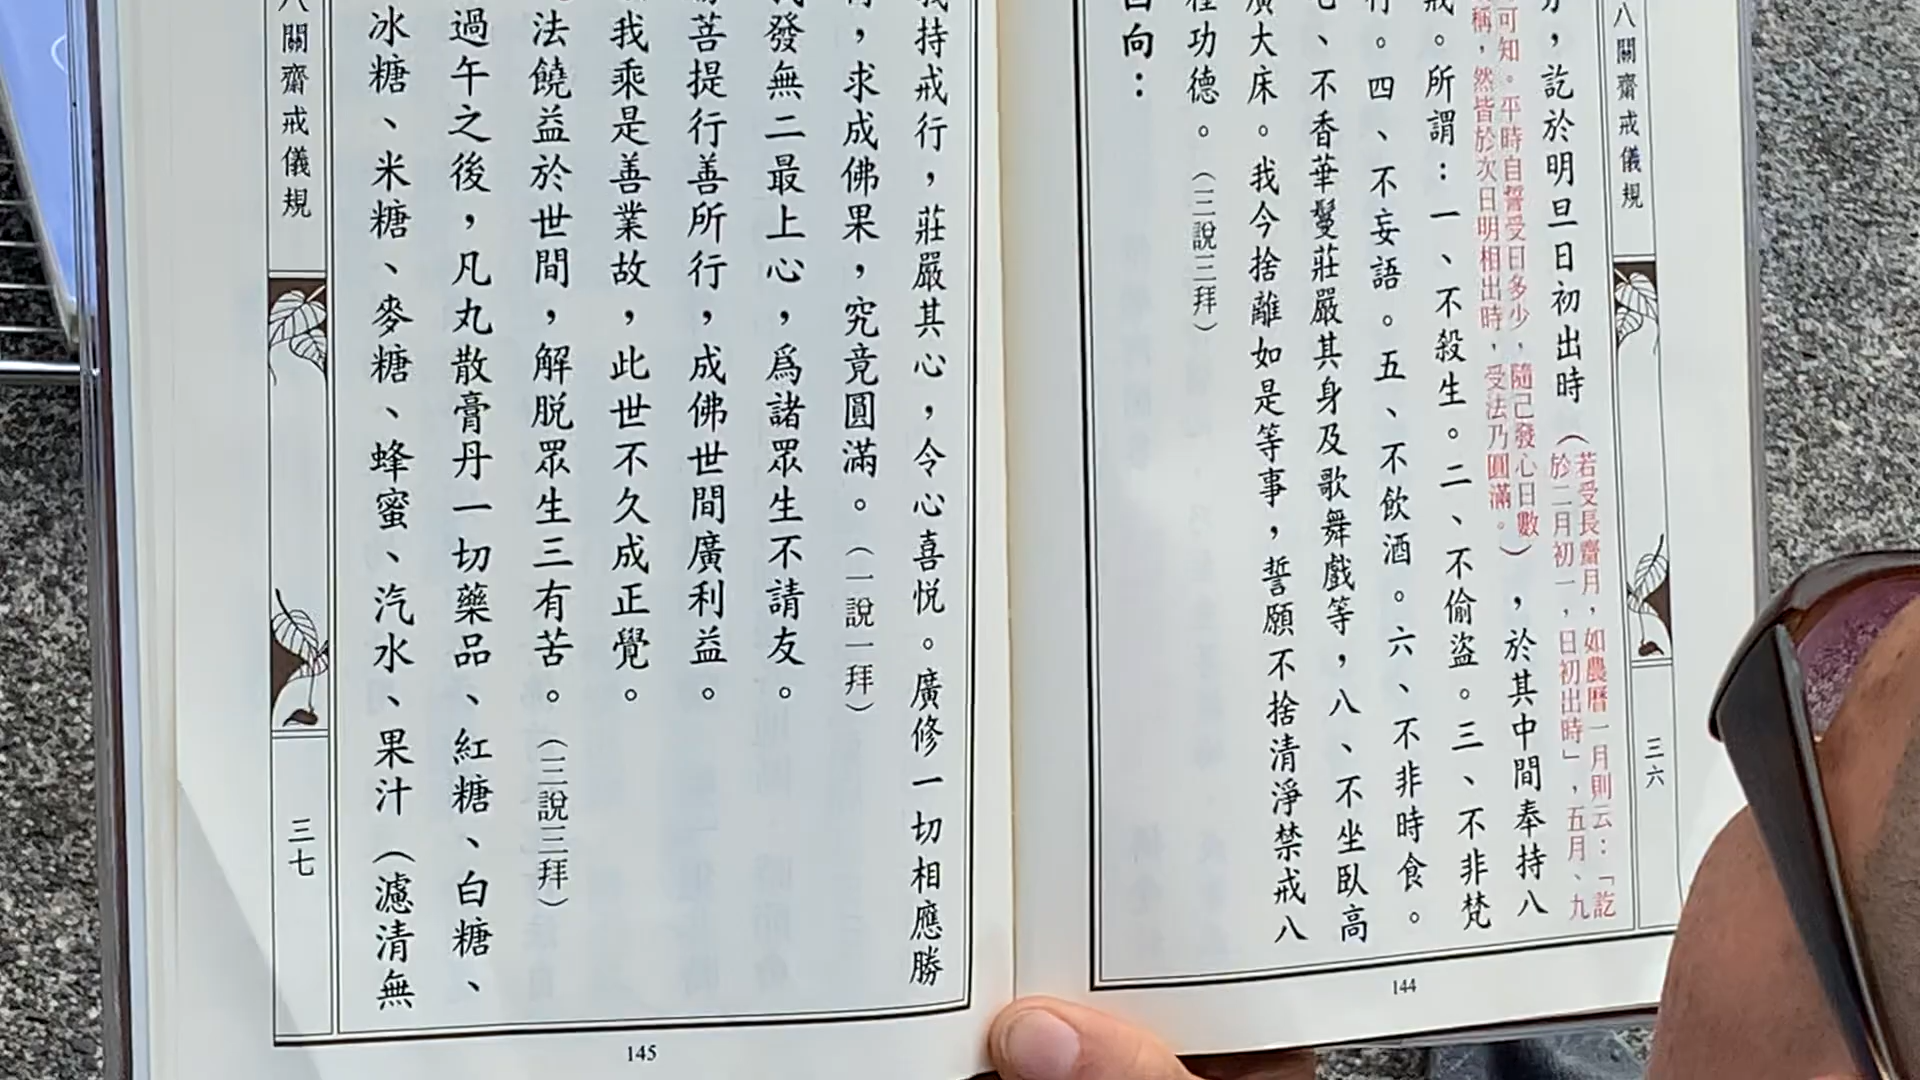 八關齋戒儀規
三六
，訖於明旦日初出時（若受長齋月，如農曆一月則云：「訖
於二月初一，日初出時」，五月、九
可知。平時自誓受日多少，隨己發心日數
稱，然皆於次日明相出時，受法乃圓滿。），於其中間奉持八
戒。所謂：一、不殺生。二、不偷盜。三、不非梵
行。四、不妄語。五、不飲酒。六、不非時食。
七、不香華鬘莊嚴其身及歌舞戲等，八、不坐臥高
廣大床。我今捨離如是等事，誓願不捨清淨禁戒八
種功德。（三說三拜）
回向：
144
我持戒行，莊嚴其心，令心喜悅。廣修一切相應勝
，求成佛果，究竟圓滿。（一說一拜）
我發無二最上心，為諸眾生不請友。
菩提行善所行，成佛世間廣利益。
我乘是善業故，此世不久成正覺。
法饒益於世間，解脱眾生三有苦。（三說三拜）
過午之後，凡丸散膏丹一切藥品、紅糖、白糖、
冰糖、米糖、麥糖、蜂蜜、汽水、果汁（濾清無
八關齋戒儀規
三七
145